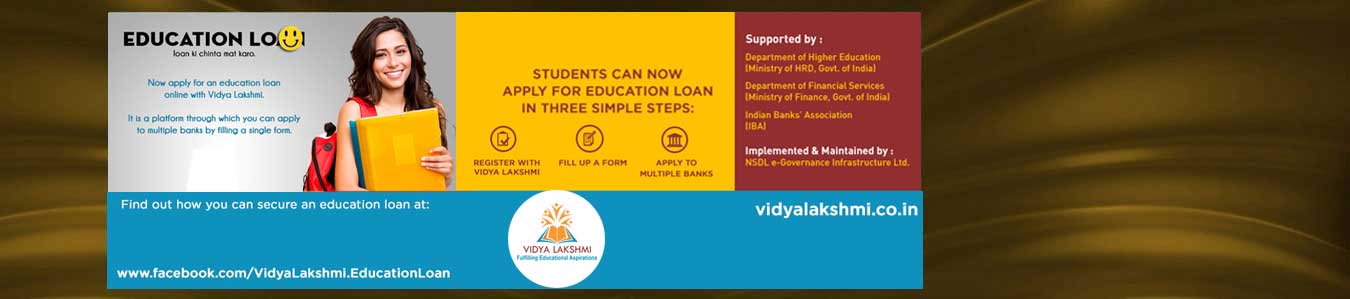 EDUCATION LOAN
loan ki chinta mat karo.
Now apply for an education loan
online with Vidya Lakshmi.
It is a platform through which you can apply
to multiple banks by filling a single form.
STUDENTS CAN NOW
APPLY FOR EDUCATION LOAN
IN THREE SIMPLE STEPS:
REGISTER WITH
VIDYA LAKSHMI
FILL UP A FORM
APPLY TO
MULTIPLE BANKS
Supported by :
Department of Higher Education
(Ministry of HRD, Govt. of India)
Department of Financial Services
(Ministry of Finance, Govt. of India)
Indian Banks' Association
(IBA)
Implemented & Maintained by :
NSDL e-Governance Infrastructure Ltd.
Find out how you can secure an education loan at:
www.facebook.com/VidyaLakshmi.EducationLoan
VIDYA LAKSHMI
Fulfilling Educational Aspirations
vidyalakshmi.co.in